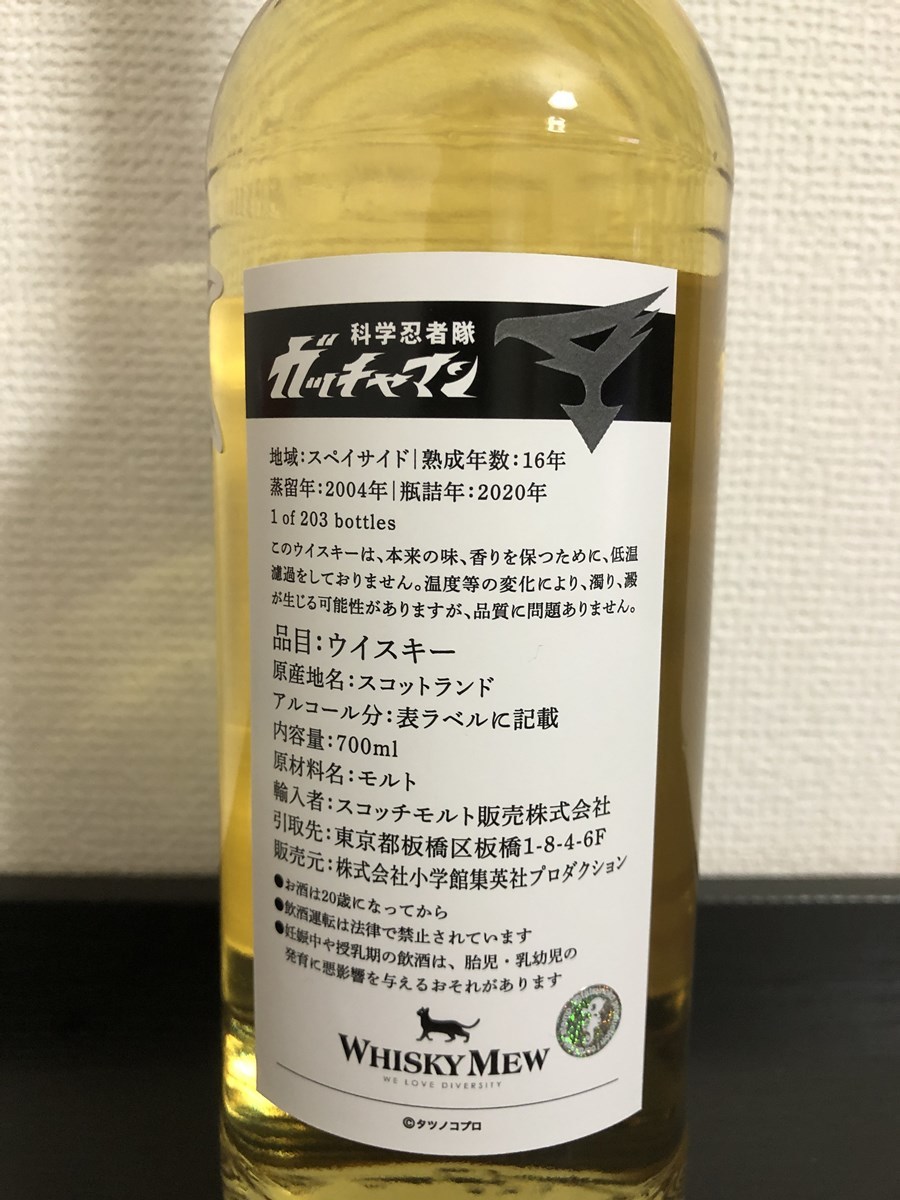 科学忍者隊
ガッチャマン
地域:スペイサイド|熟成年数:16年
蒸留年:2004年|瓶詰年:2020年
1 of 203 bottles
このウイスキーは、本来の味、香りを保つために、低温
濾過をしておりません。温度等の変化により、濁り、澱
が生じる可能性がありますが、品質に問題ありません。
品目:ウイスキー
原産地名:スコットランド
アルコール分:表ラベルに記載
内容量:700ml
原材料名:モルト
輸入者:スコッチモルト販売株式会社
引取先:東京都板橋区板橋1-8-4-6F
販売元:株式会社小学館集英社プロダクション
●お酒は20歳になってから
●飲酒運転は法律で禁止されています
●妊娠中や授乳期の飲酒は、胎児・乳幼児の
発育に悪影響を与えるおそれがあります
WHISKY MEW
WE LOVE DIVERSITY
©タツノコプロ